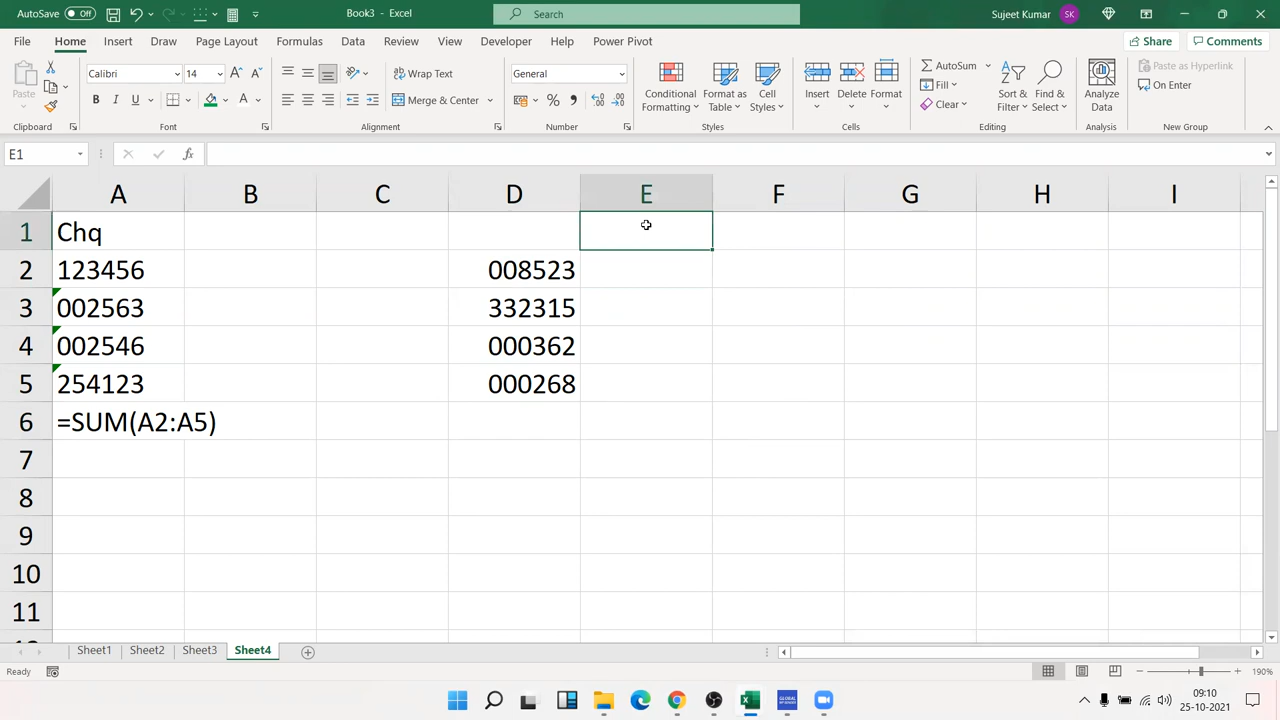 AutoSave Off Book3 - Excel Search Sujeet Kumar SK
File Home Insert Draw Page Layout Formulas Data Review View Developer Help Power Pivot Share Comments
Paste Calibri 14 A A Wrap Text General Conditional Formatting Format as Table Cell Styles Insert Delete Format AutoSum Sort & Filter Find & Select Analyze Data Paste as Hyperlink
B I U A Merge & Center % Fill On Enter
Clear
Clipboard Font Alignment Number Styles Cells Editing Analysis New Group
E1 fx
A B C D E F G H I
1 Chq
2 123456 008523
3 002563 332315
4 002546 000362
5 254123 000268
6 =SUM(A2:A5)
7
8
9
10
11
Sheet1 Sheet2 Sheet3 Sheet4
Ready 190%
09:10
25-10-2021